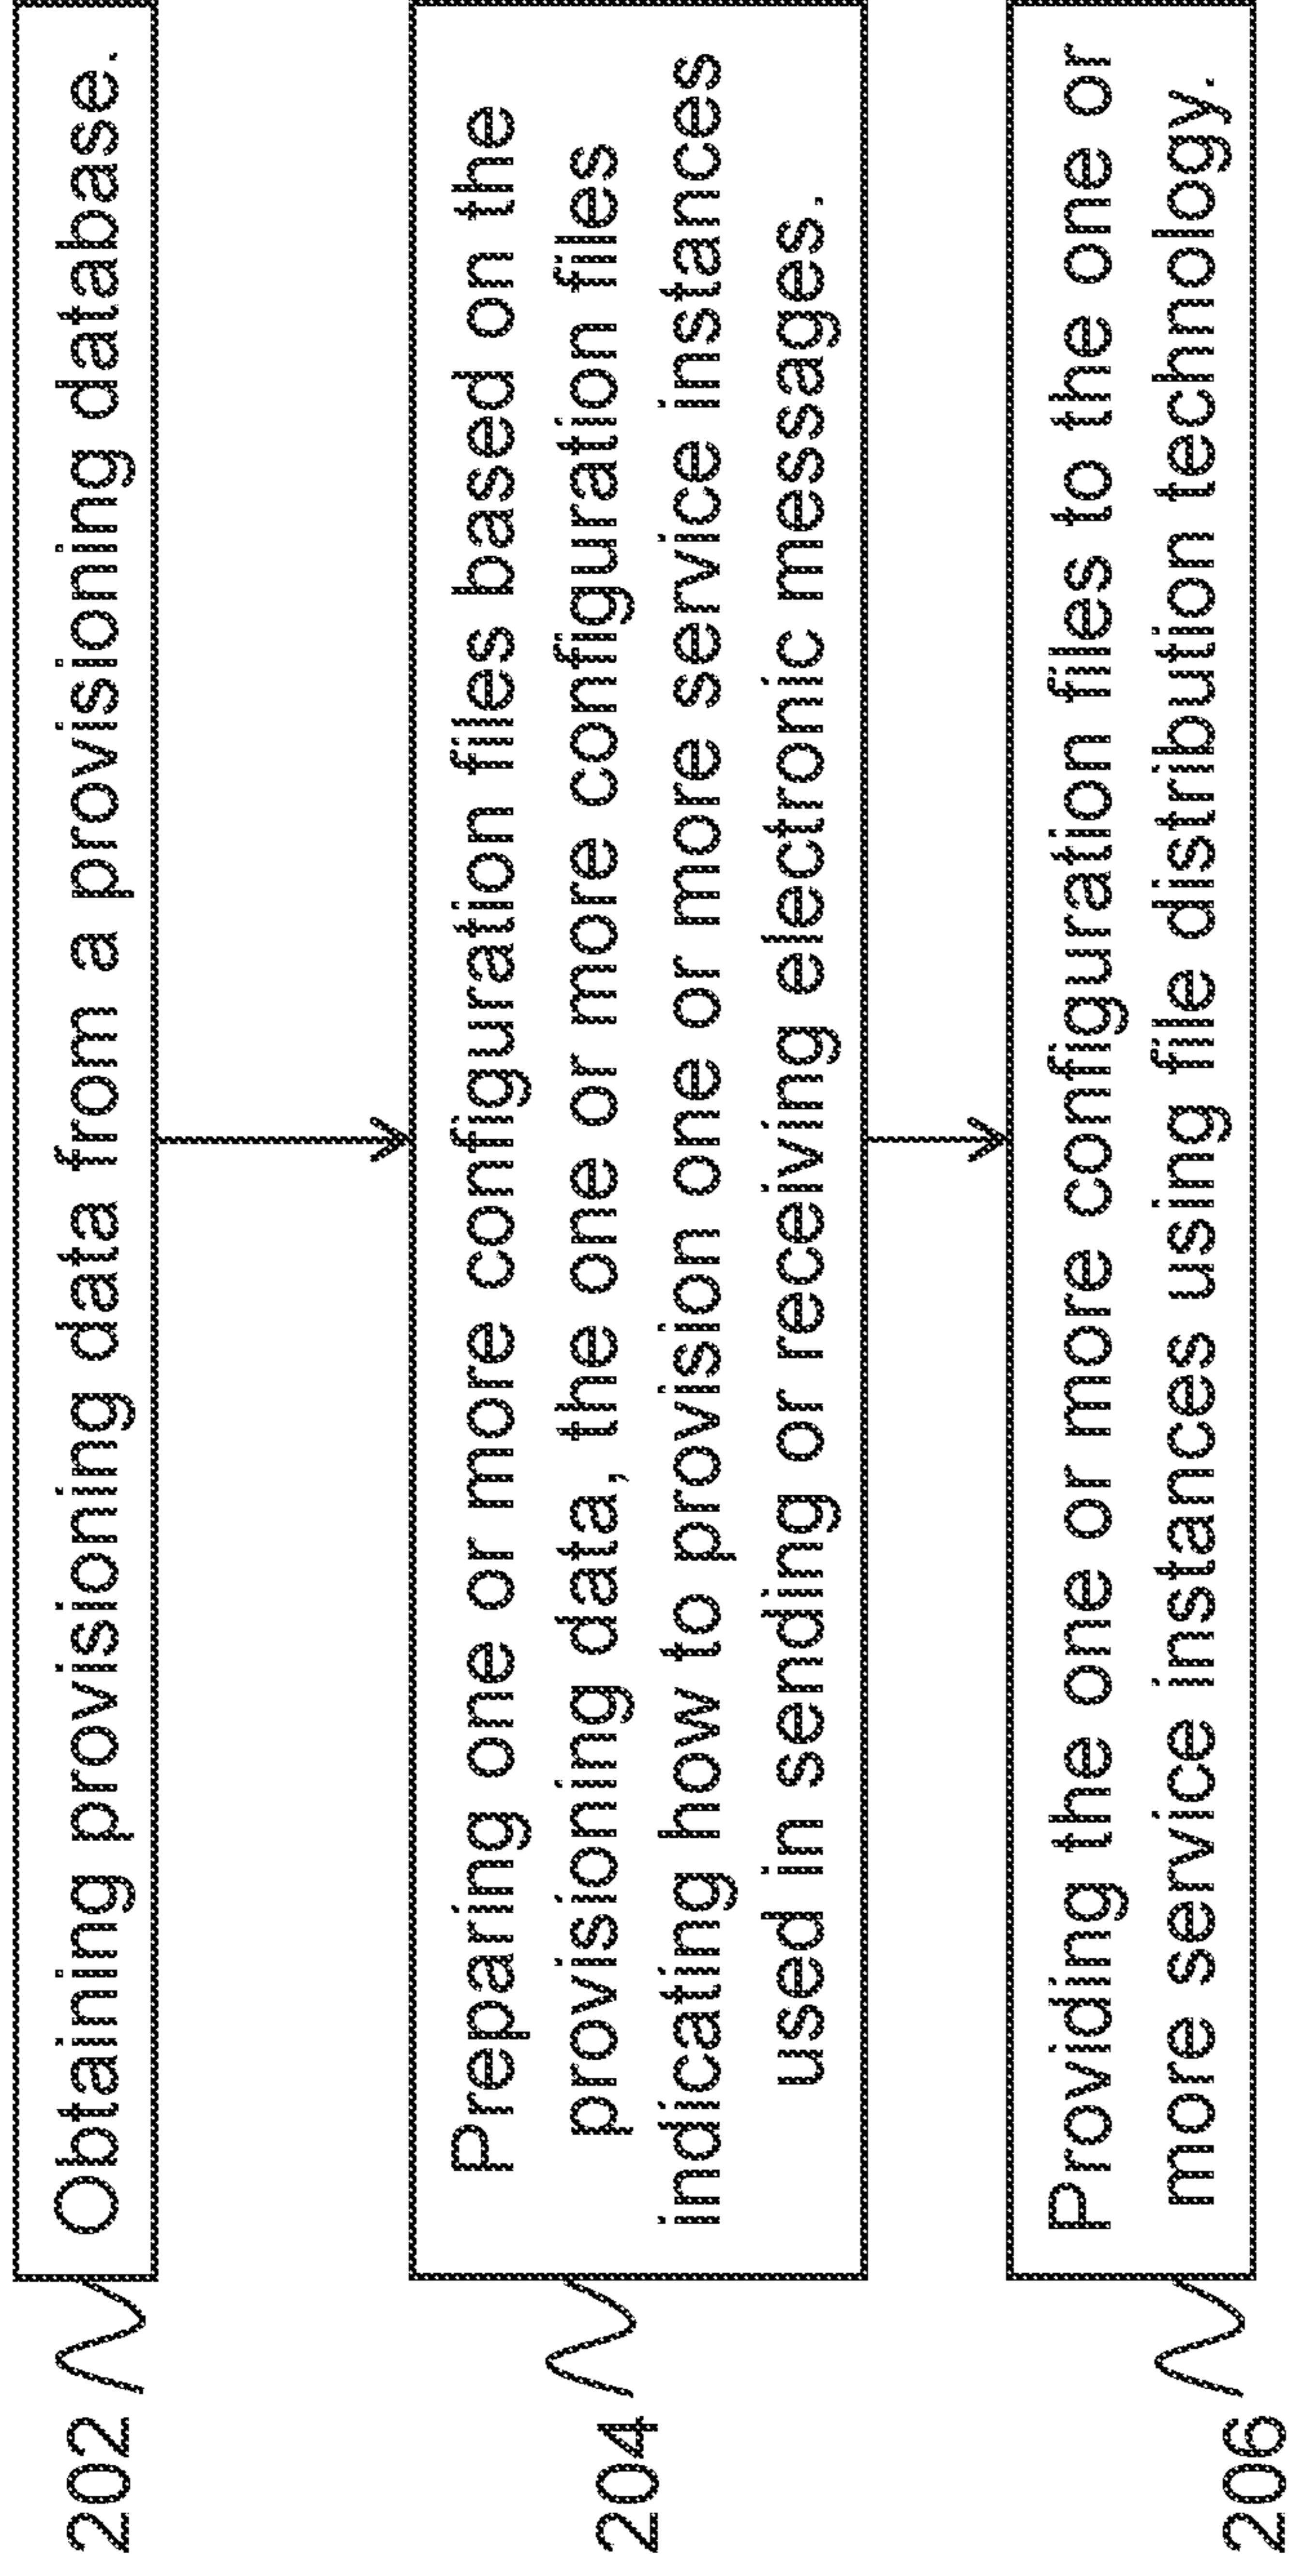 202
Obtaining provisioning data from a provisioning database.
204
Preparing one or more configuration files based on the
provisioning data, the one or more configuration files
indicating how to provision one or more service instances
used in sending or receiving electronic messages.
206
Providing the one or more configuration files to the one or
more service instances using file distribution technology.